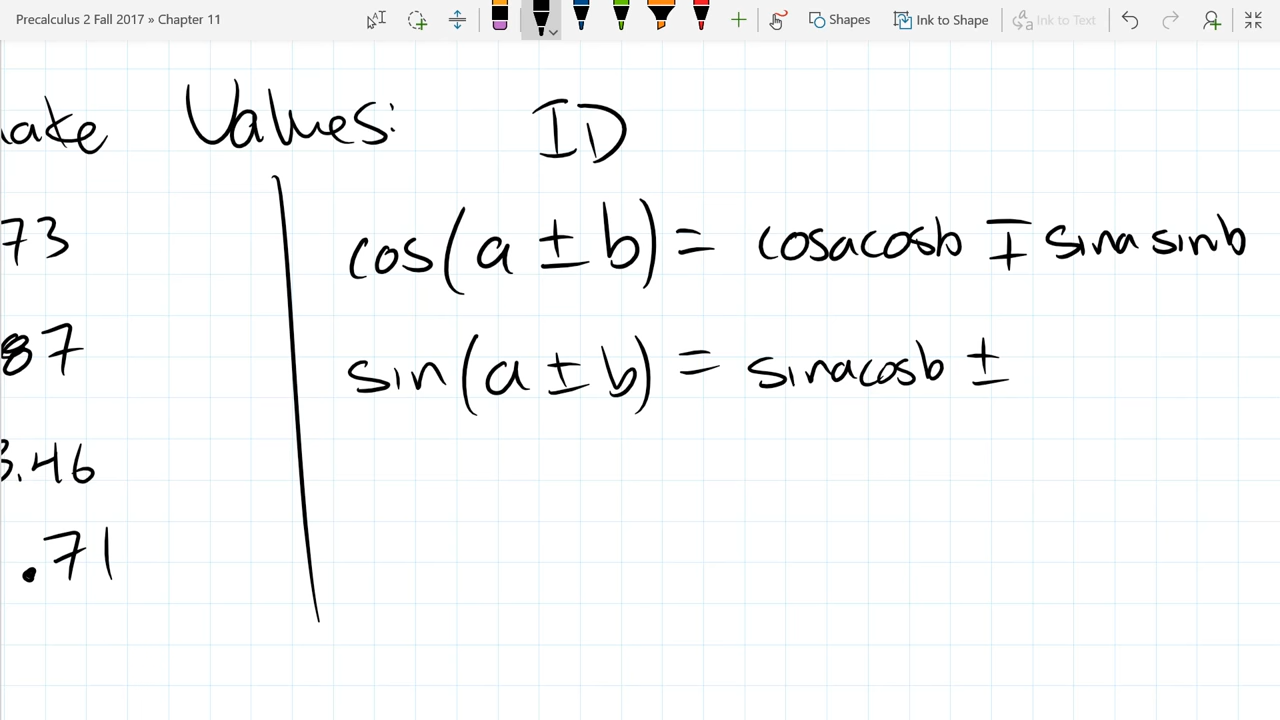 Precalculus 2 Fall 2017 » Chapter 11
Shapes
Ink to Shape
Ink to Text
Values:
ID
73
cos(a ± b) = cosacosb ∓ sinasinb
87
sin(a ± b) = sinacosb ±
3.46
.71